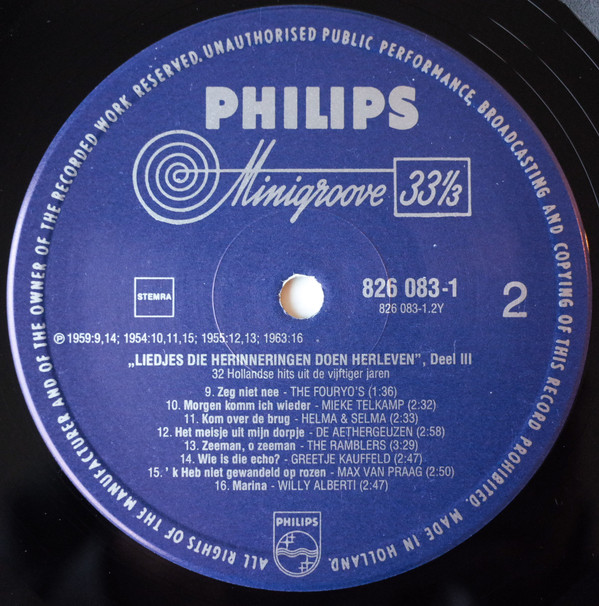 ALL RIGHTS OF THE MANUFACTURER AND OF THE OWNER OF THE RECORDED WORK RESERVED. UNAUTHORISED PUBLIC PERFORMANCE, BROADCASTING AND COPYING OF THIS RECORD PROHIBITED. MADE IN HOLLAND.
PHILIPS
Minigroove 33 1/3
STEMRA
826 083-1
826 083-1.2Y
2
Ⓟ 1959:9,14; 1954:10,11,15; 1955:12,13; 1963:16
„LIEDJES DIE HERINNERINGEN DOEN HERLEVEN”, Deel III
32 Hollandse hits uit de vijftiger jaren
9. Zeg niet nee - THE FOURYO'S (1:36)
10. Morgen komm ich wieder - MIEKE TELKAMP (2:32)
11. Kom over de brug - HELMA & SELMA (2:33)
12. Het meisje uit mijn dorpje - DE AETHERGEUZEN (2:58)
13. Zeeman, o zeeman - THE RAMBLERS (3:29)
14. Wie is die echo? - GREETJE KAUFFELD (2:47)
15. ' k Heb niet gewandeld op rozen - MAX VAN PRAAG (2:50)
16. Marina - WILLY ALBERTI (2:47)
PHILIPS